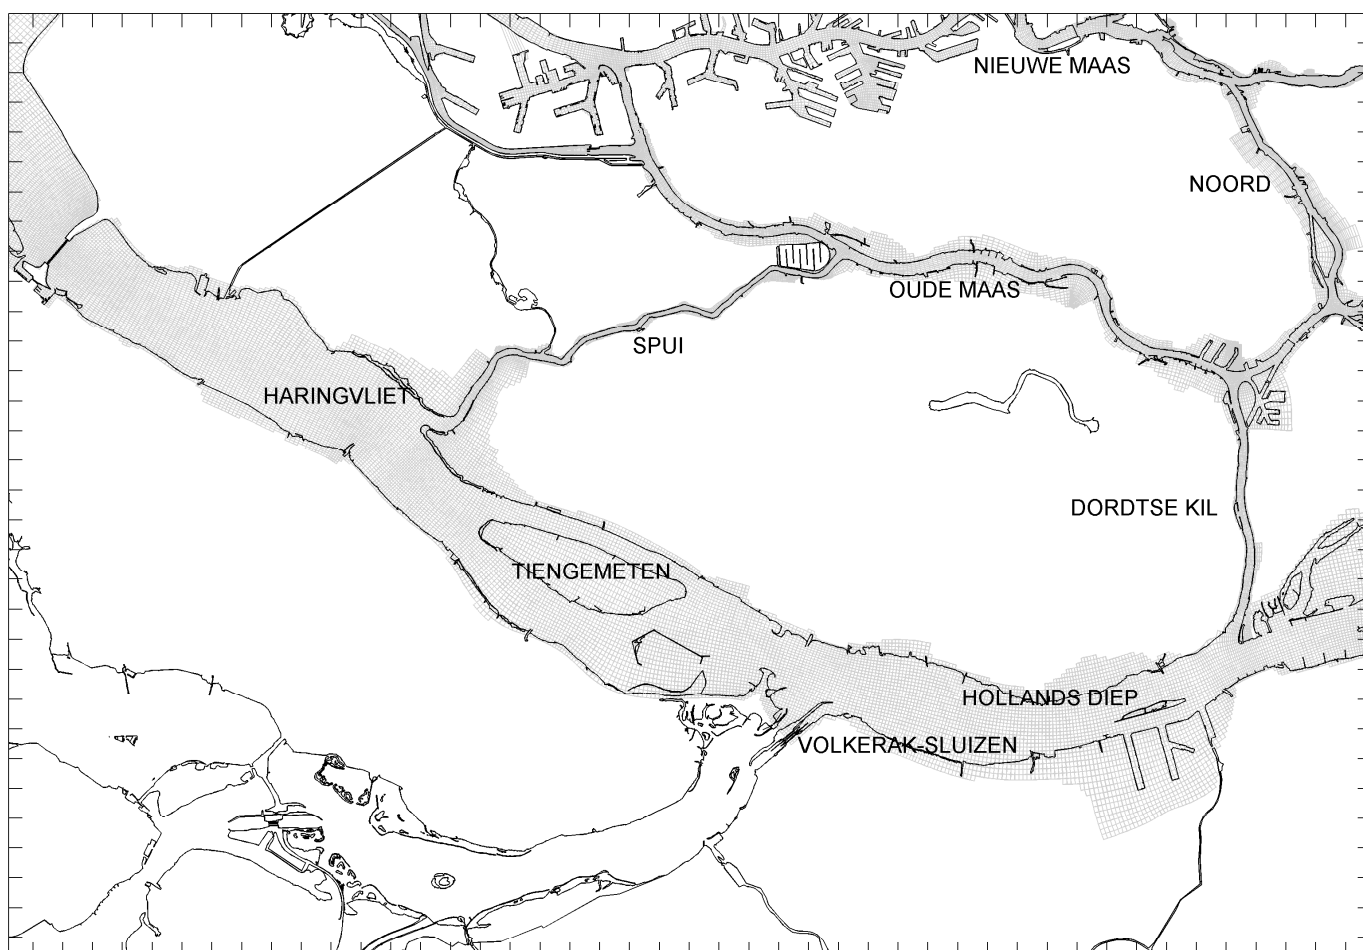 NIEUWE MAAS
NOORD
OUDE MAAS
SPUI
HARINGVLIET
DORDTSE KIL
TIENGEMETEN
HOLLANDS DIEP
VOLKERAK-SLUIZEN